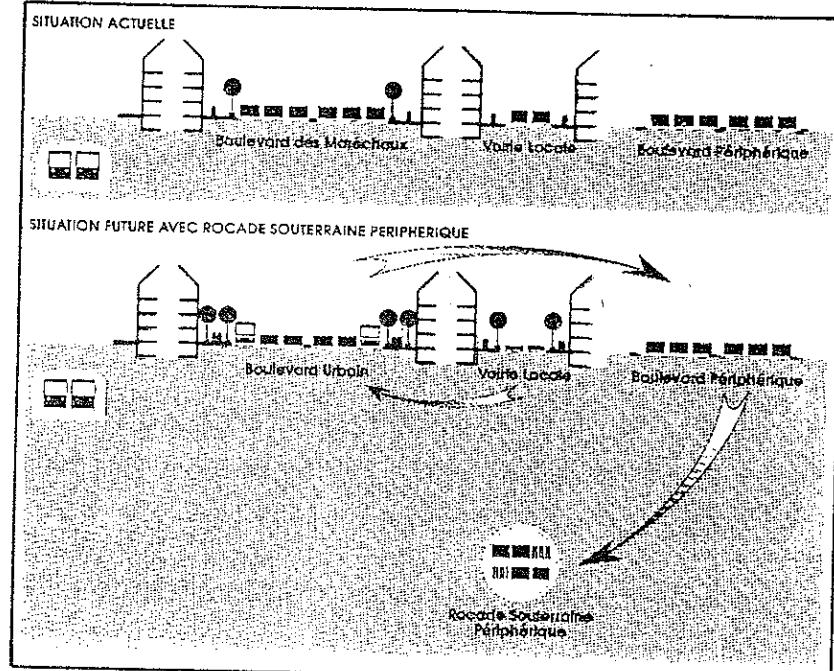 SITUATION ACTUELLE
Boulevard des Maréchaux
Voirie Locale
Boulevard Périphérique
SITUATION FUTURE AVEC ROCADE SOUTERRAINE PERIPHERIQUE
Boulevard Urbain
Voirie Locale
Boulevard Périphérique
Rocade Souterraine
Périphérique